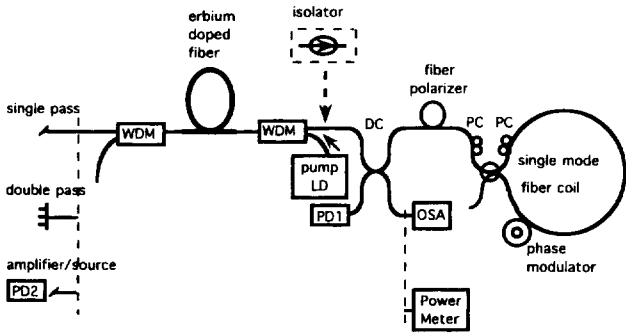 isolator
erbium
doped
fiber
fiber
polarizer
single pass
WDM
WDM
DC
PC
PC
pump
LD
single mode
fiber coil
double pass
PD1
OSA
phase
modulator
amplifier/source
PD2
Power
Meter